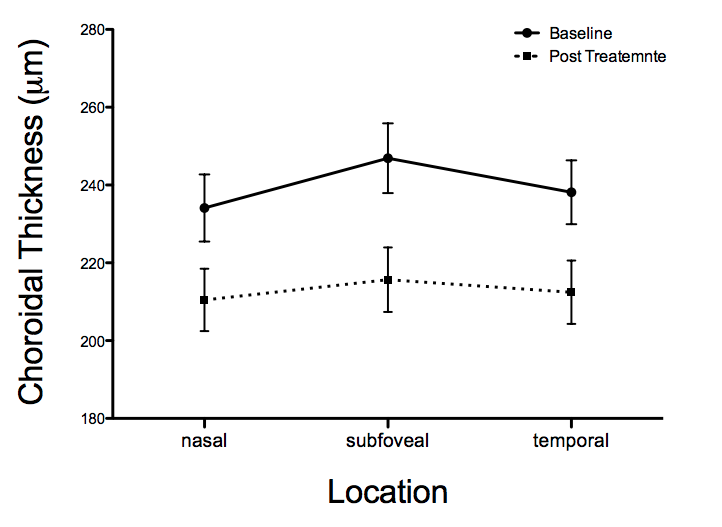 280
260
240
220
200
180
Choroidal Thickness (μm)
Baseline
Post Treatemnte
nasal
subfoveal
temporal
Location